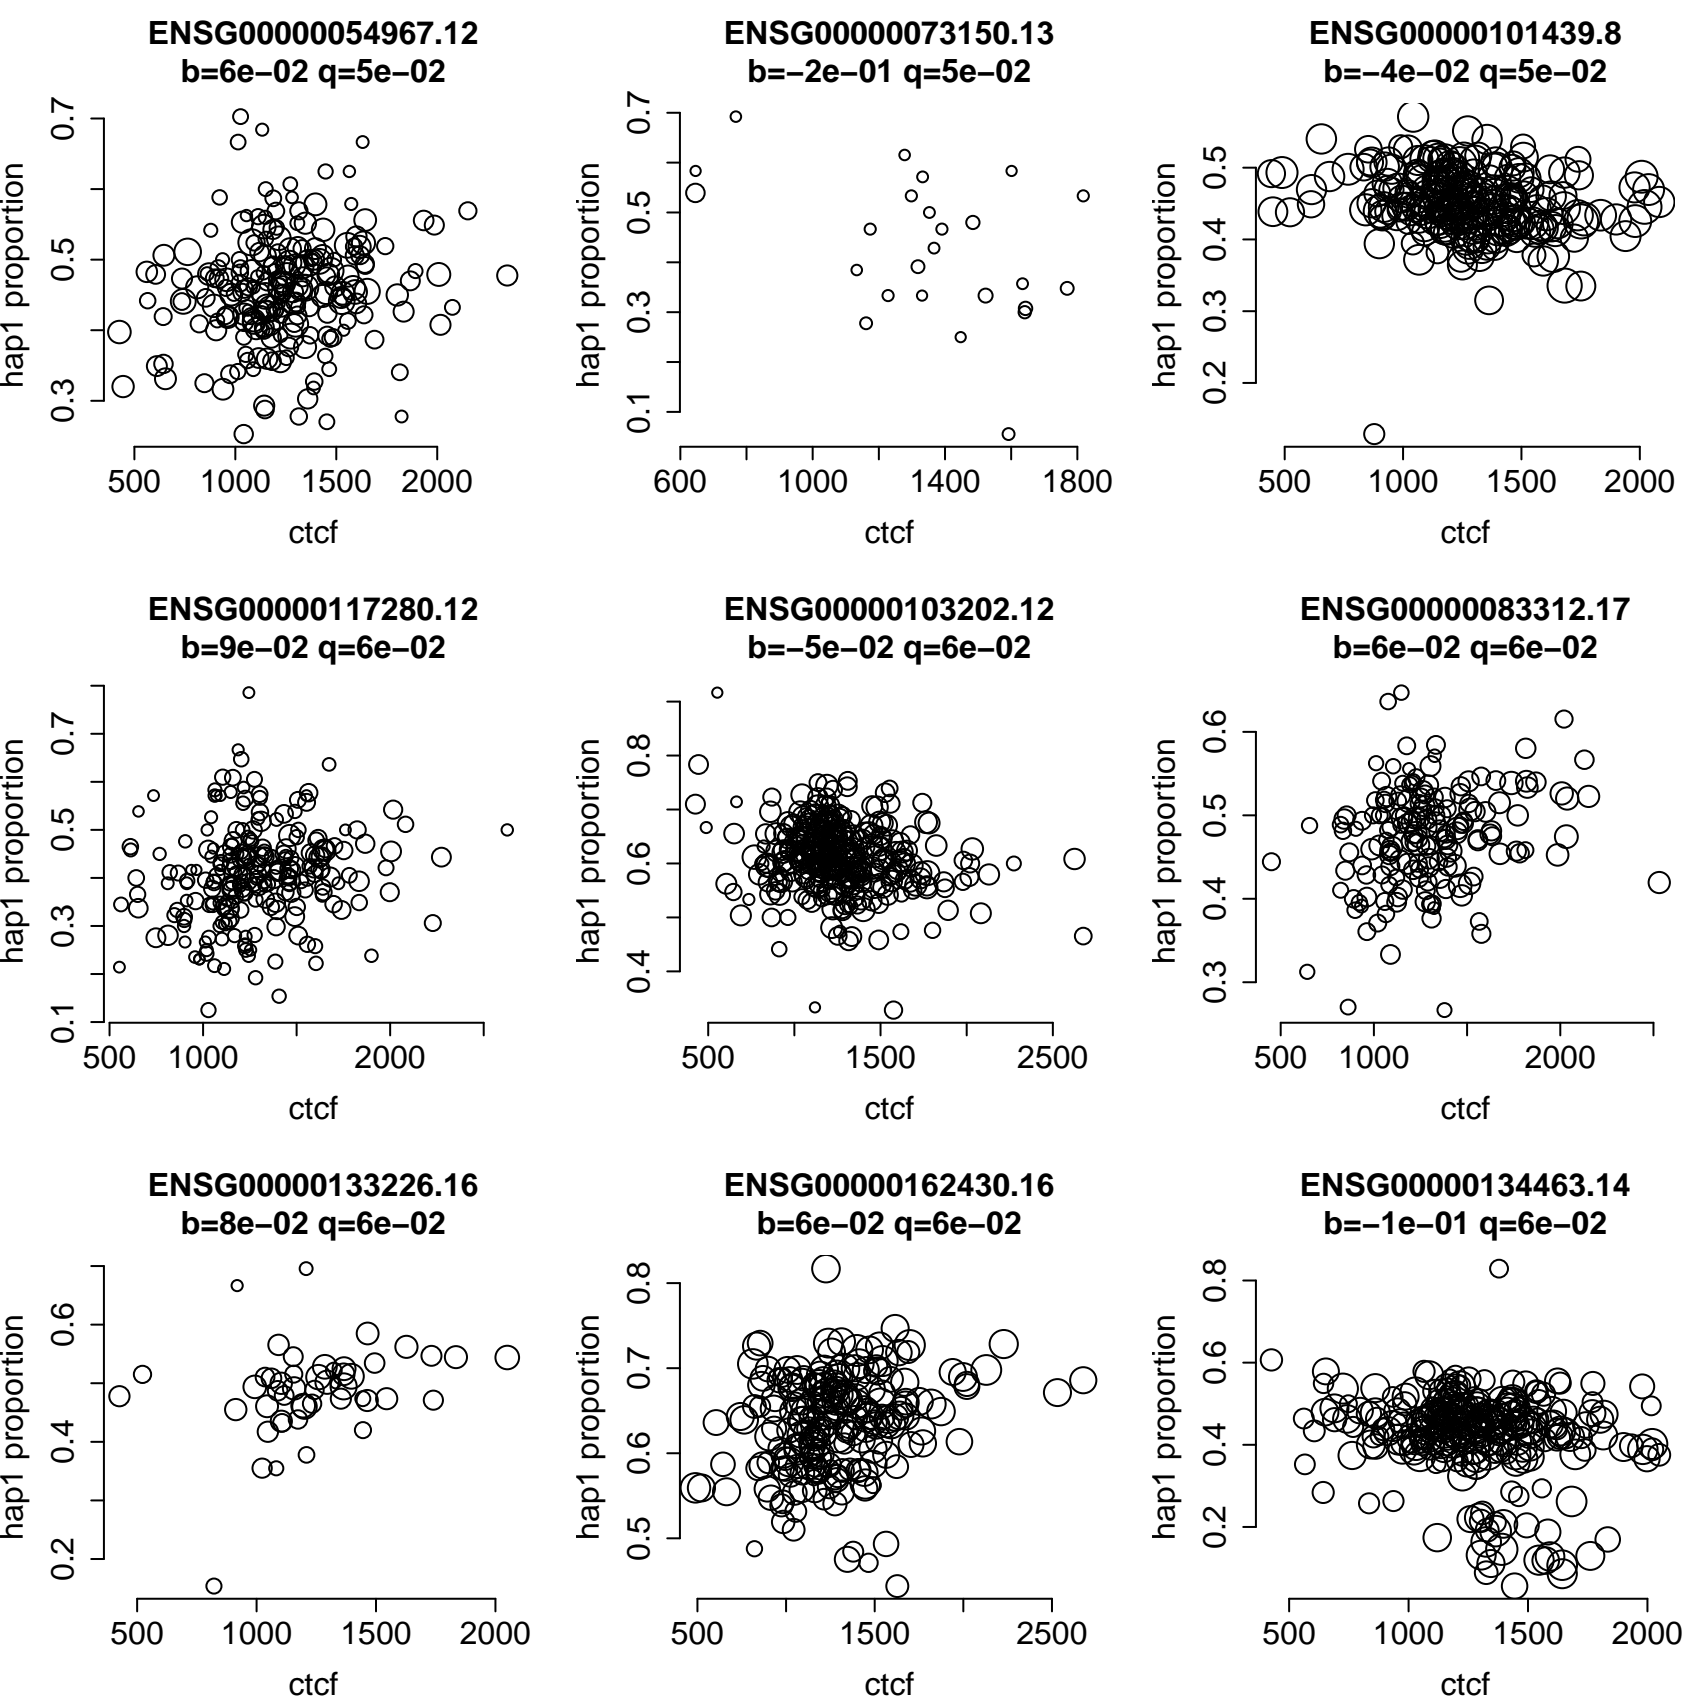 ENSG00000054967.12
b=6e−02 q=5e−02
hap1 proportion
0.3 0.5 0.7
500 1000 1500 2000
ctcf
ENSG00000073150.13
b=−2e−01 q=5e−02
hap1 proportion
0.1 0.3 0.5 0.7
600 1000 1400 1800
ctcf
ENSG00000101439.8
b=−4e−02 q=5e−02
hap1 proportion
0.2 0.3 0.4 0.5
500 1000 1500 2000
ctcf
ENSG00000117280.12
b=9e−02 q=6e−02
hap1 proportion
0.1 0.3 0.5 0.7
500 1000 2000
ctcf
ENSG00000103202.12
b=−5e−02 q=6e−02
hap1 proportion
0.4 0.6 0.8
500 1500 2500
ctcf
ENSG00000083312.17
b=6e−02 q=6e−02
hap1 proportion
0.3 0.4 0.5 0.6
500 1000 2000
ctcf
ENSG00000133226.16
b=8e−02 q=6e−02
hap1 proportion
0.2 0.4 0.6
500 1000 1500 2000
ctcf
ENSG00000162430.16
b=6e−02 q=6e−02
hap1 proportion
0.5 0.6 0.7 0.8
500 1500 2500
ctcf
ENSG00000134463.14
b=−1e−01 q=6e−02
hap1 proportion
0.2 0.4 0.6 0.8
500 1000 1500 2000
ctcf